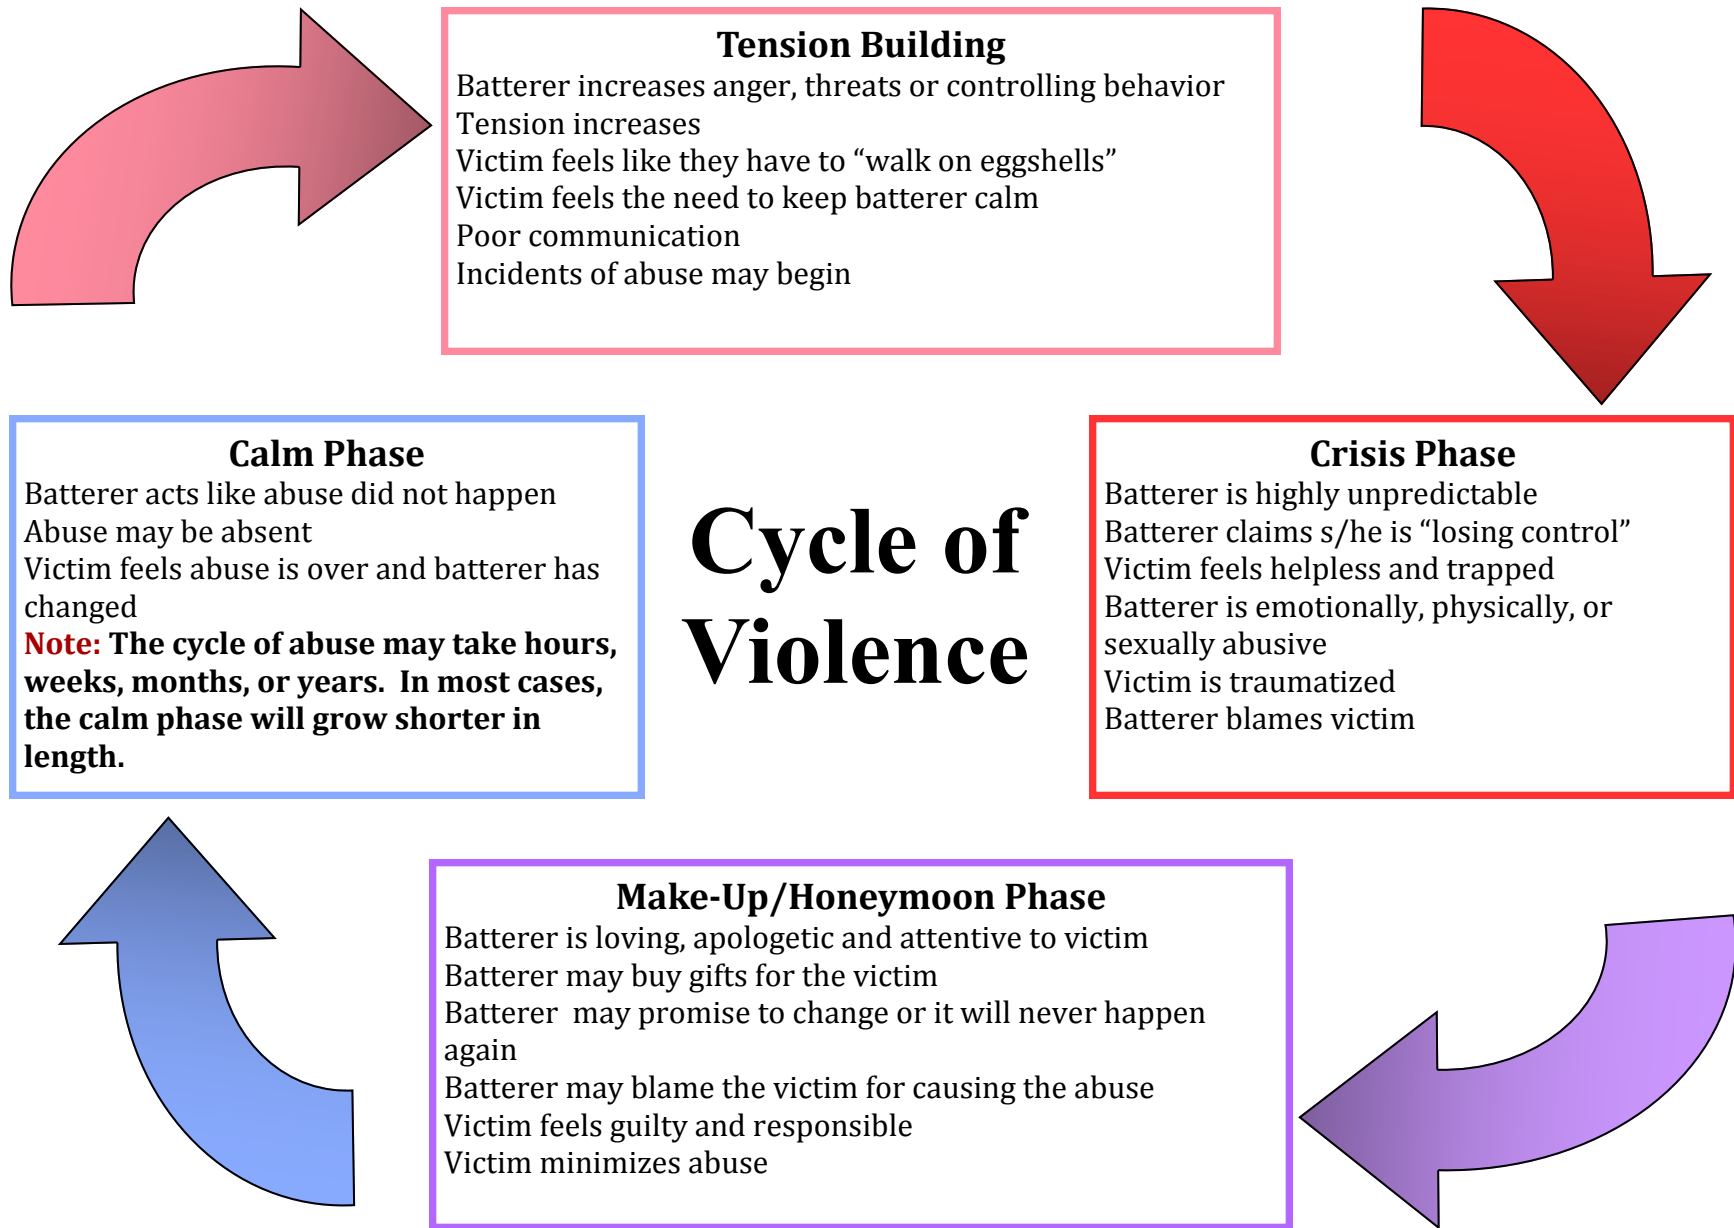 Tension Building
Batterer increases anger, threats or controlling behavior
Tension increases
Victim feels like they have to “walk on eggshells”
Victim feels the need to keep batterer calm
Poor communication
Incidents of abuse may begin
Calm Phase
Batterer acts like abuse did not happen
Abuse may be absent
Victim feels abuse is over and batterer has
changed
Note: The cycle of abuse may take hours,
weeks, months, or years.  In most cases,
the calm phase will grow shorter in
length.
Cycle of
Violence
Crisis Phase
Batterer is highly unpredictable
Batterer claims s/he is “losing control”
Victim feels helpless and trapped
Batterer is emotionally, physically, or
sexually abusive
Victim is traumatized
Batterer blames victim
Make-Up/Honeymoon Phase
Batterer is loving, apologetic and attentive to victim
Batterer may buy gifts for the victim
Batterer  may promise to change or it will never happen
again
Batterer may blame the victim for causing the abuse
Victim feels guilty and responsible
Victim minimizes abuse